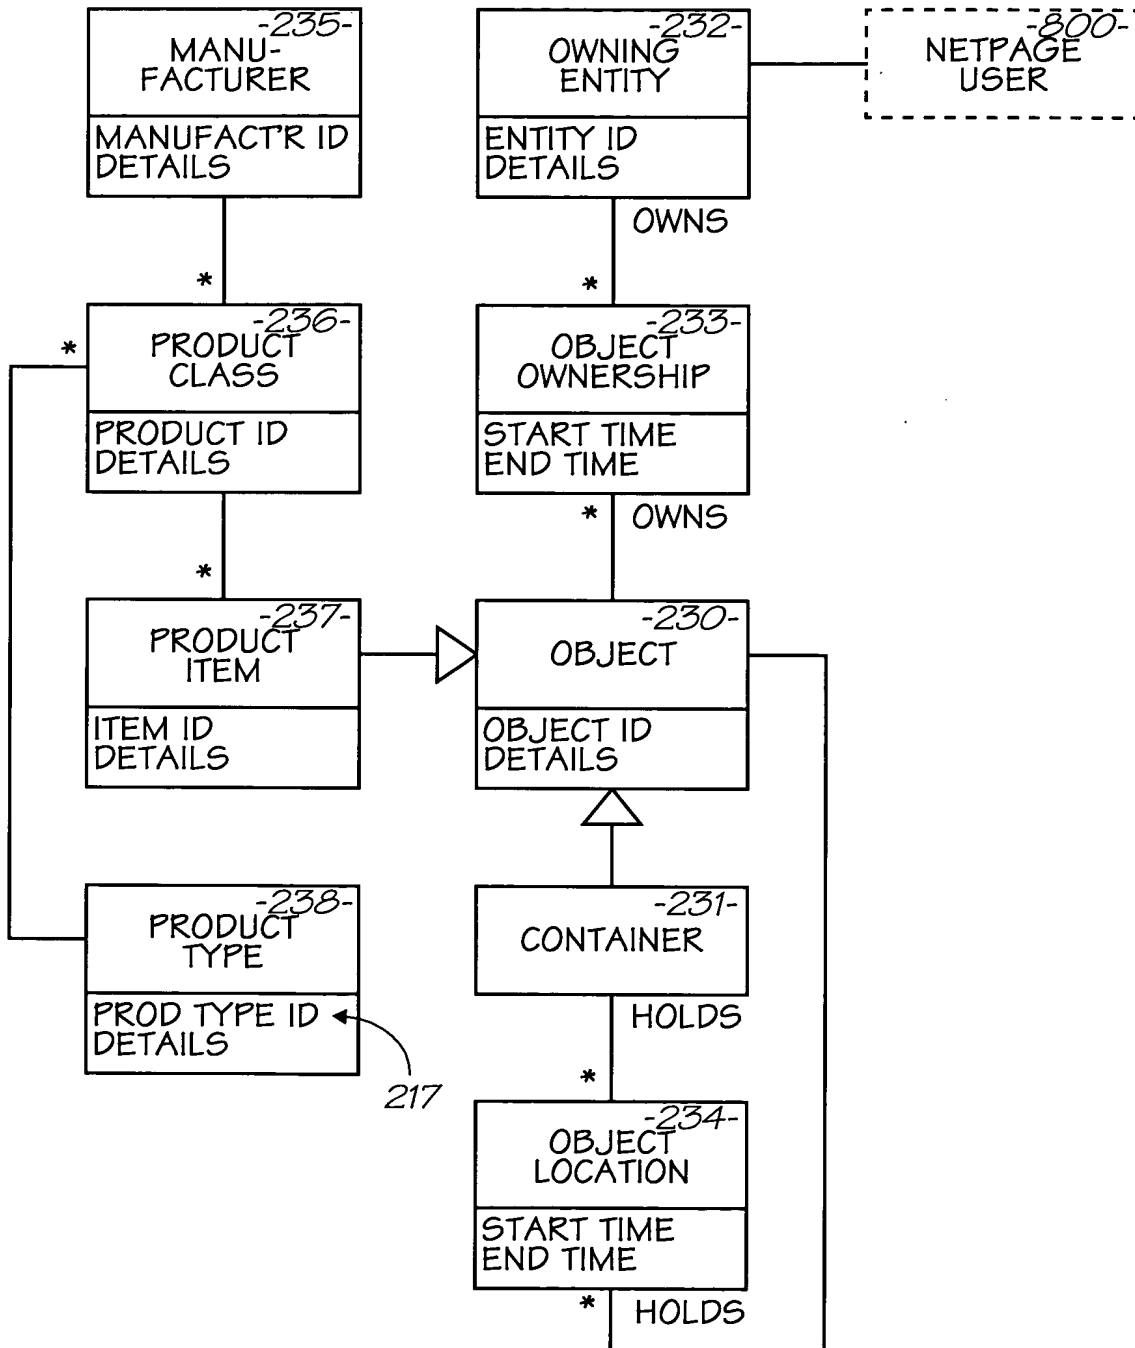 -235-
MANU-
FACTURER
MANUFACT'R ID
DETAILS
-232-
OWNING
ENTITY
ENTITY ID
DETAILS
OWNS
-800-
NETPAGE
USER
*
*
-236-
PRODUCT
CLASS
PRODUCT ID
DETAILS
*
*
-233-
OBJECT
OWNERSHIP
START TIME
END TIME
* OWNS
*
-237-
PRODUCT
ITEM
ITEM ID
DETAILS
-230-
OBJECT
OBJECT ID
DETAILS
-238-
PRODUCT
TYPE
PROD TYPE ID
DETAILS
217
-231-
CONTAINER
HOLDS
*
-234-
OBJECT
LOCATION
START TIME
END TIME
* HOLDS